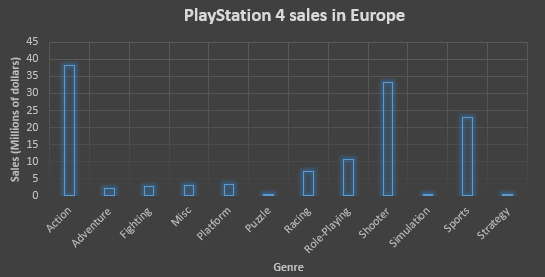 PlayStation 4 sales in Europe
Sales (Millions of dollars)
45
40
35
30
25
20
15
10
5
0
Action
Adventure
Fighting
Misc
Platform
Puzzle
Racing
Role-Playing
Shooter
Simulation
Sports
Strategy
Genre